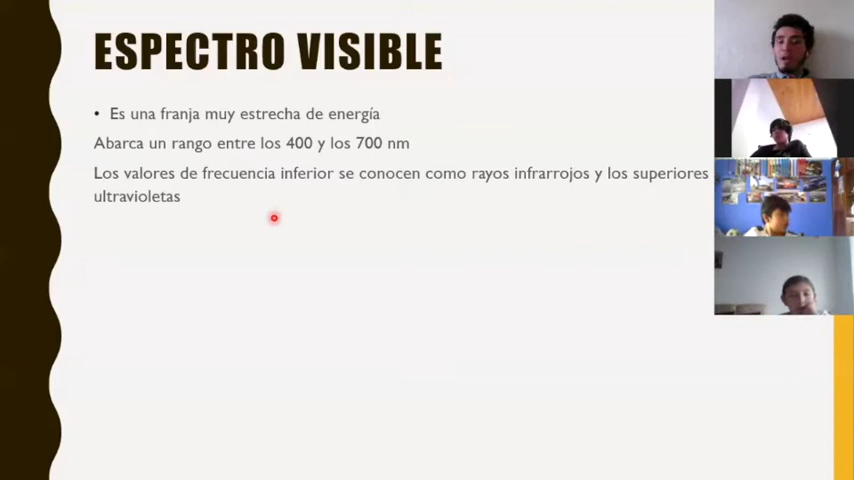 ESPECTRO VISIBLE
• Es una franja muy estrecha de energía
Abarca un rango entre los 400 y los 700 nm
Los valores de frecuencia inferior se conocen como rayos infrarrojos y los superiores
ultravioletas